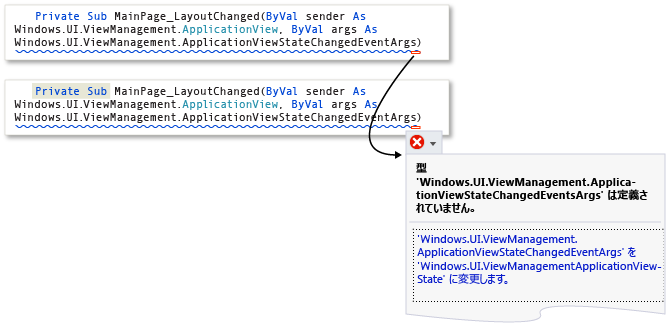 Private Sub MainPage_LayoutChanged(ByVal sender As
Windows.UI.ViewManagement.ApplicationView, ByVal args As
Windows.UI.ViewManagement.ApplicationViewStateChangedEventArgs)
Private Sub MainPage_LayoutChanged(ByVal sender As
Windows.UI.ViewManagement.ApplicationView, ByVal args As
Windows.UI.ViewManagement.ApplicationViewStateChangedEventArgs)
型
'Windows.UI.ViewManagement.Applica-
tionViewStateChangedEventsArgs' は定義さ
れていません。
'Windows.UI.ViewManagement.
ApplicationViewStateChangedEventArgs' を
'Windows.UI.ViewManagementApplicationView-
State' に変更します。